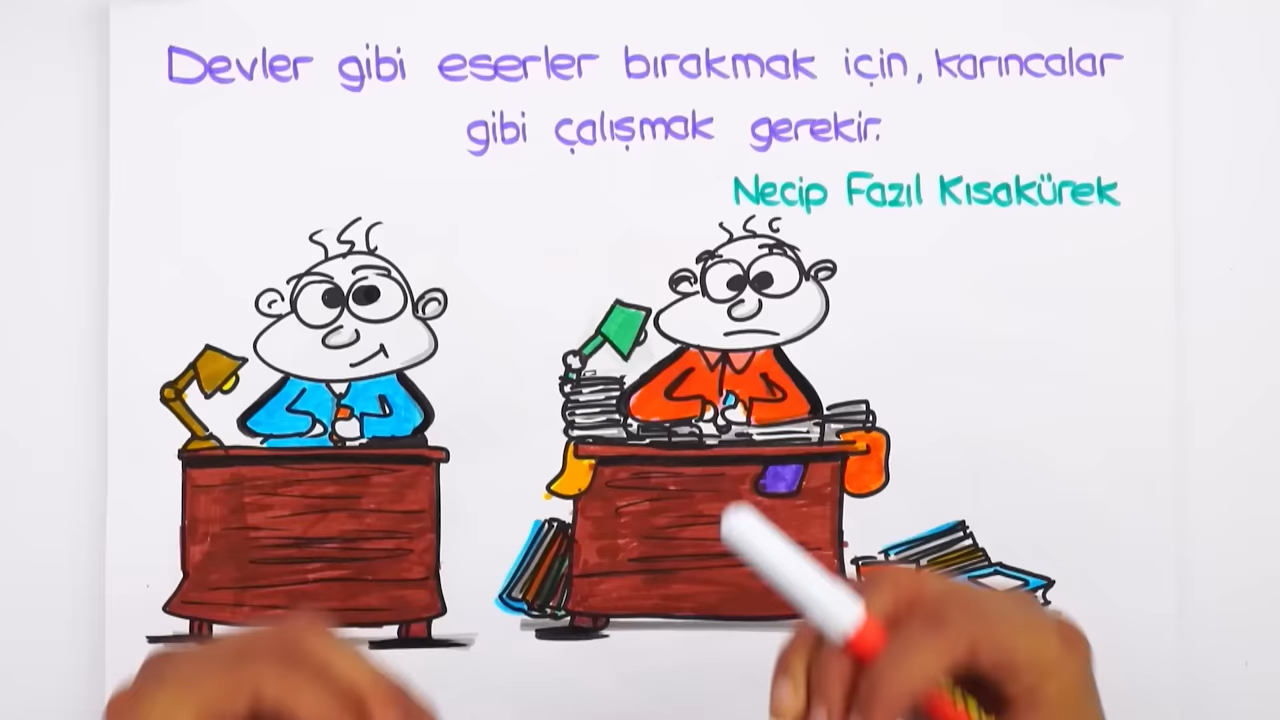 Devler gibi eserler bırakmak için, karıncalar
gibi çalışmak gerekir.
Necip Fazıl Kısakürek